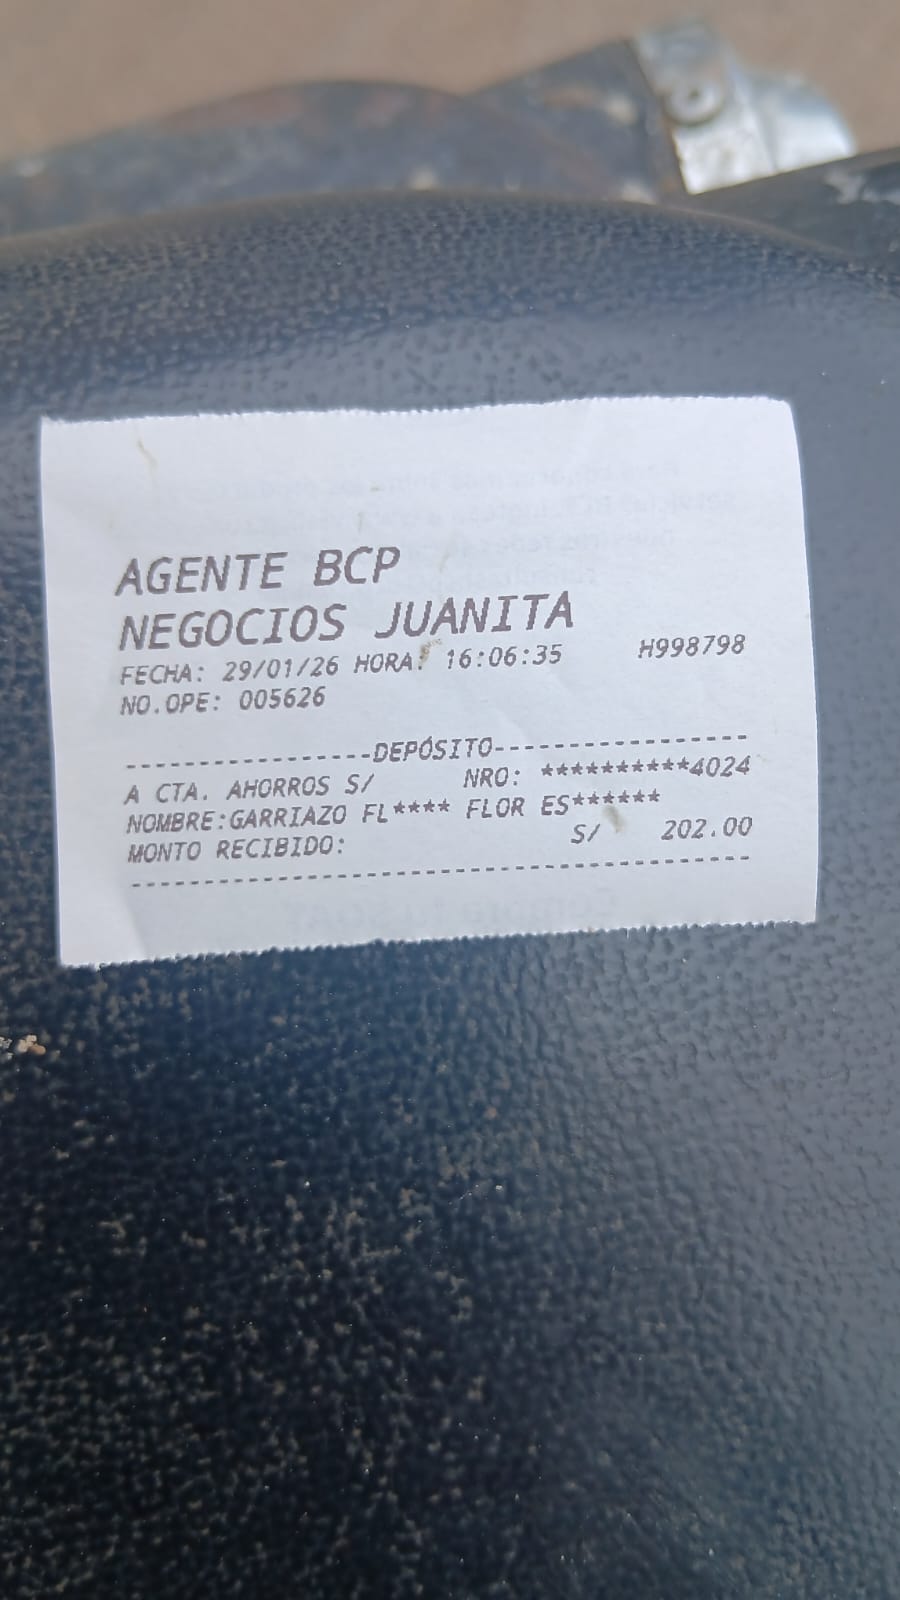 AGENTE BCP
NEGOCIOS JUANITA
FECHA: 29/01/26 HORA: 16:06:35 H998798
NO.OPE: 005626
------------------DEPÓSITO------------------
A CTA. AHORROS S/ NRO: **********4024
NOMBRE:GARRIAZO FL**** FLOR ES******
MONTO RECIBIDO: S/ 202.00
--------------------------------------------